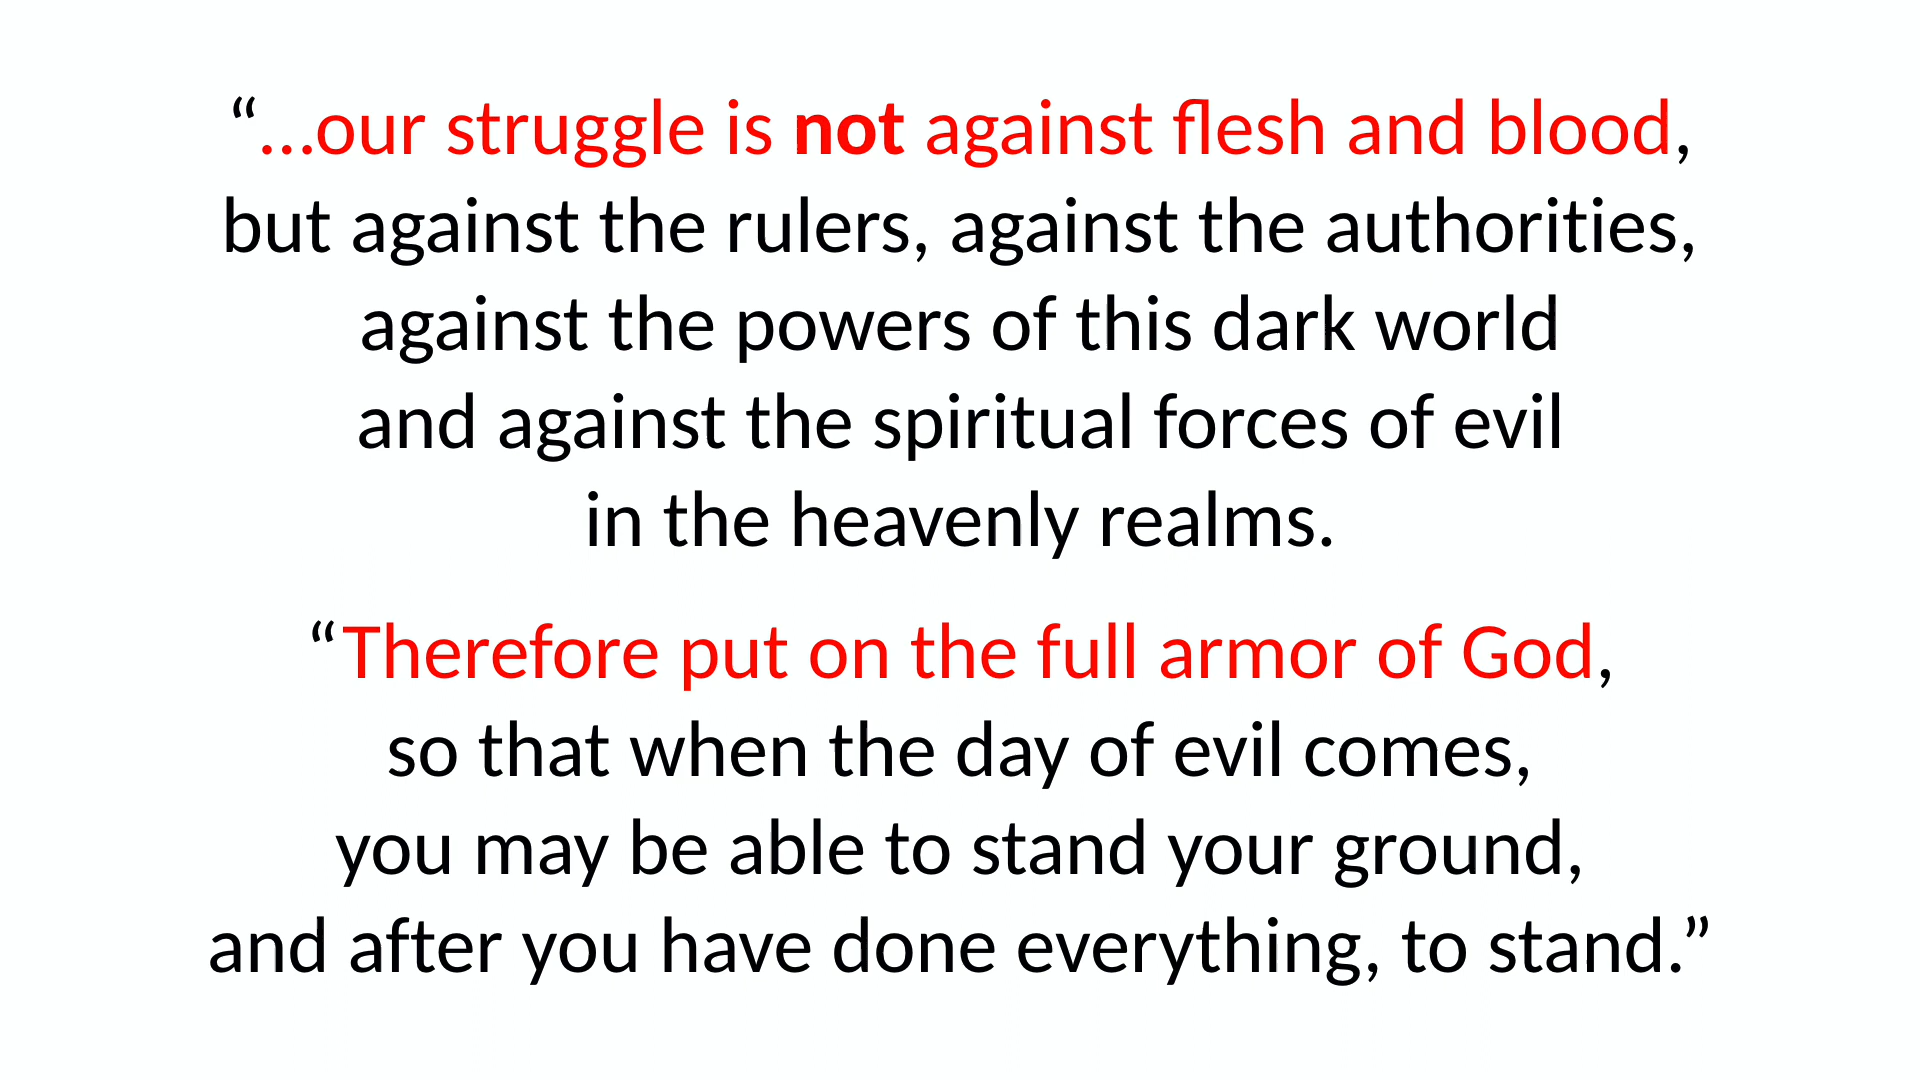 “…our struggle is not against flesh and blood,
but against the rulers, against the authorities,
against the powers of this dark world
and against the spiritual forces of evil
in the heavenly realms.
“Therefore put on the full armor of God,
so that when the day of evil comes,
you may be able to stand your ground,
and after you have done everything, to stand.”